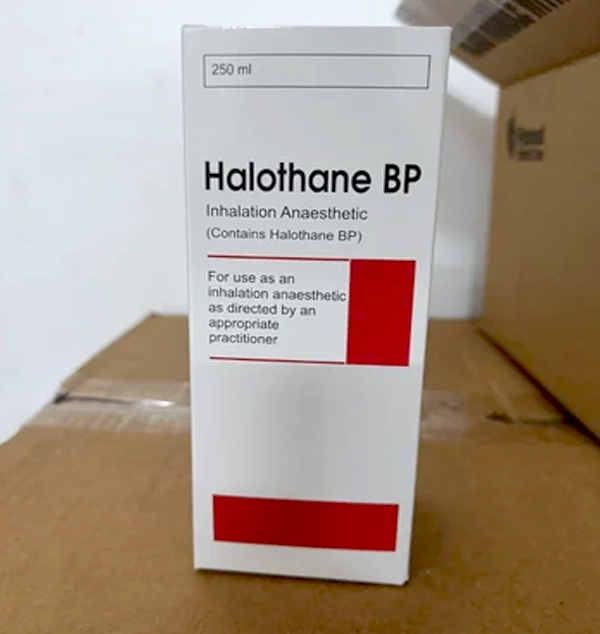 250 ml
Halothane BP
Inhalation Anaesthetic
(Contains Halothane BP)
For use as an
inhalation anaesthetic
as directed by an
appropriate
practitioner